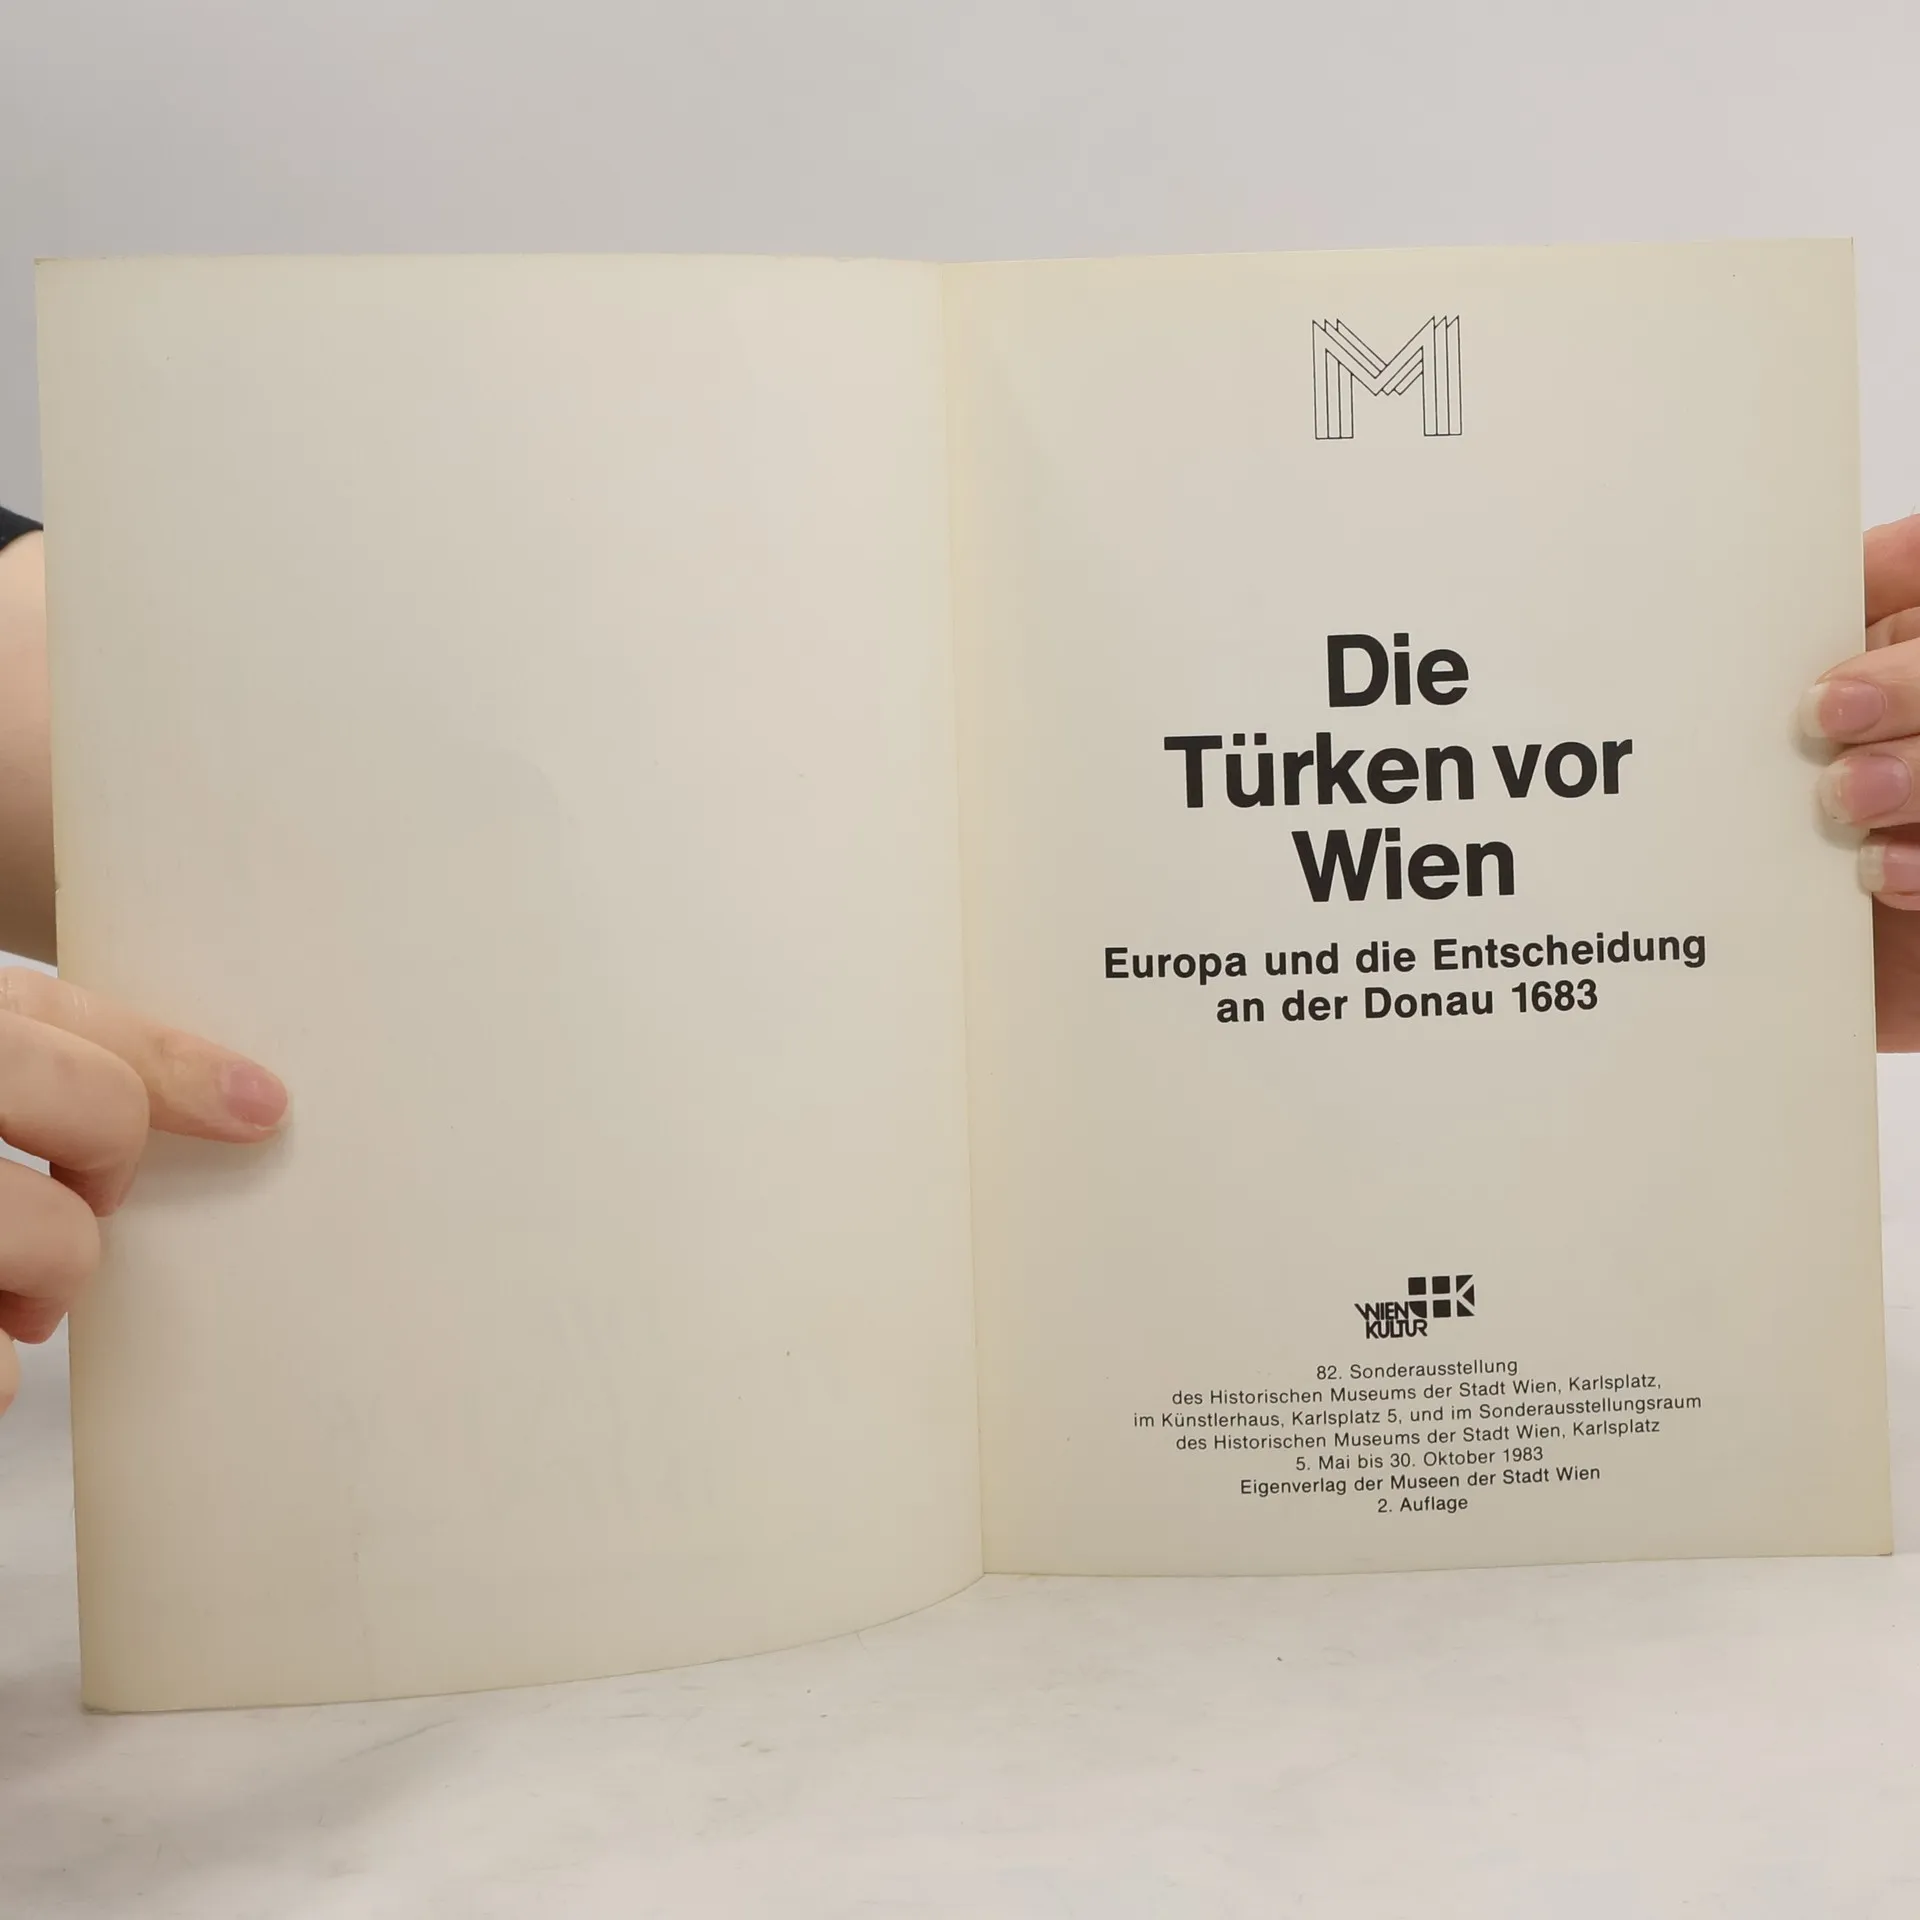 M
Die
Türken vor
Wien
Europa und die Entscheidung
an der Donau 1683
WIEN
KULTUR
82. Sonderausstellung
des Historischen Museums der Stadt Wien, Karlsplatz,
im Künstlerhaus, Karlsplatz 5, und im Sonderausstellungsraum
des Historischen Museums der Stadt Wien, Karlsplatz
5. Mai bis 30. Oktober 1983
Eigenverlag der Museen der Stadt Wien
2. Auflage